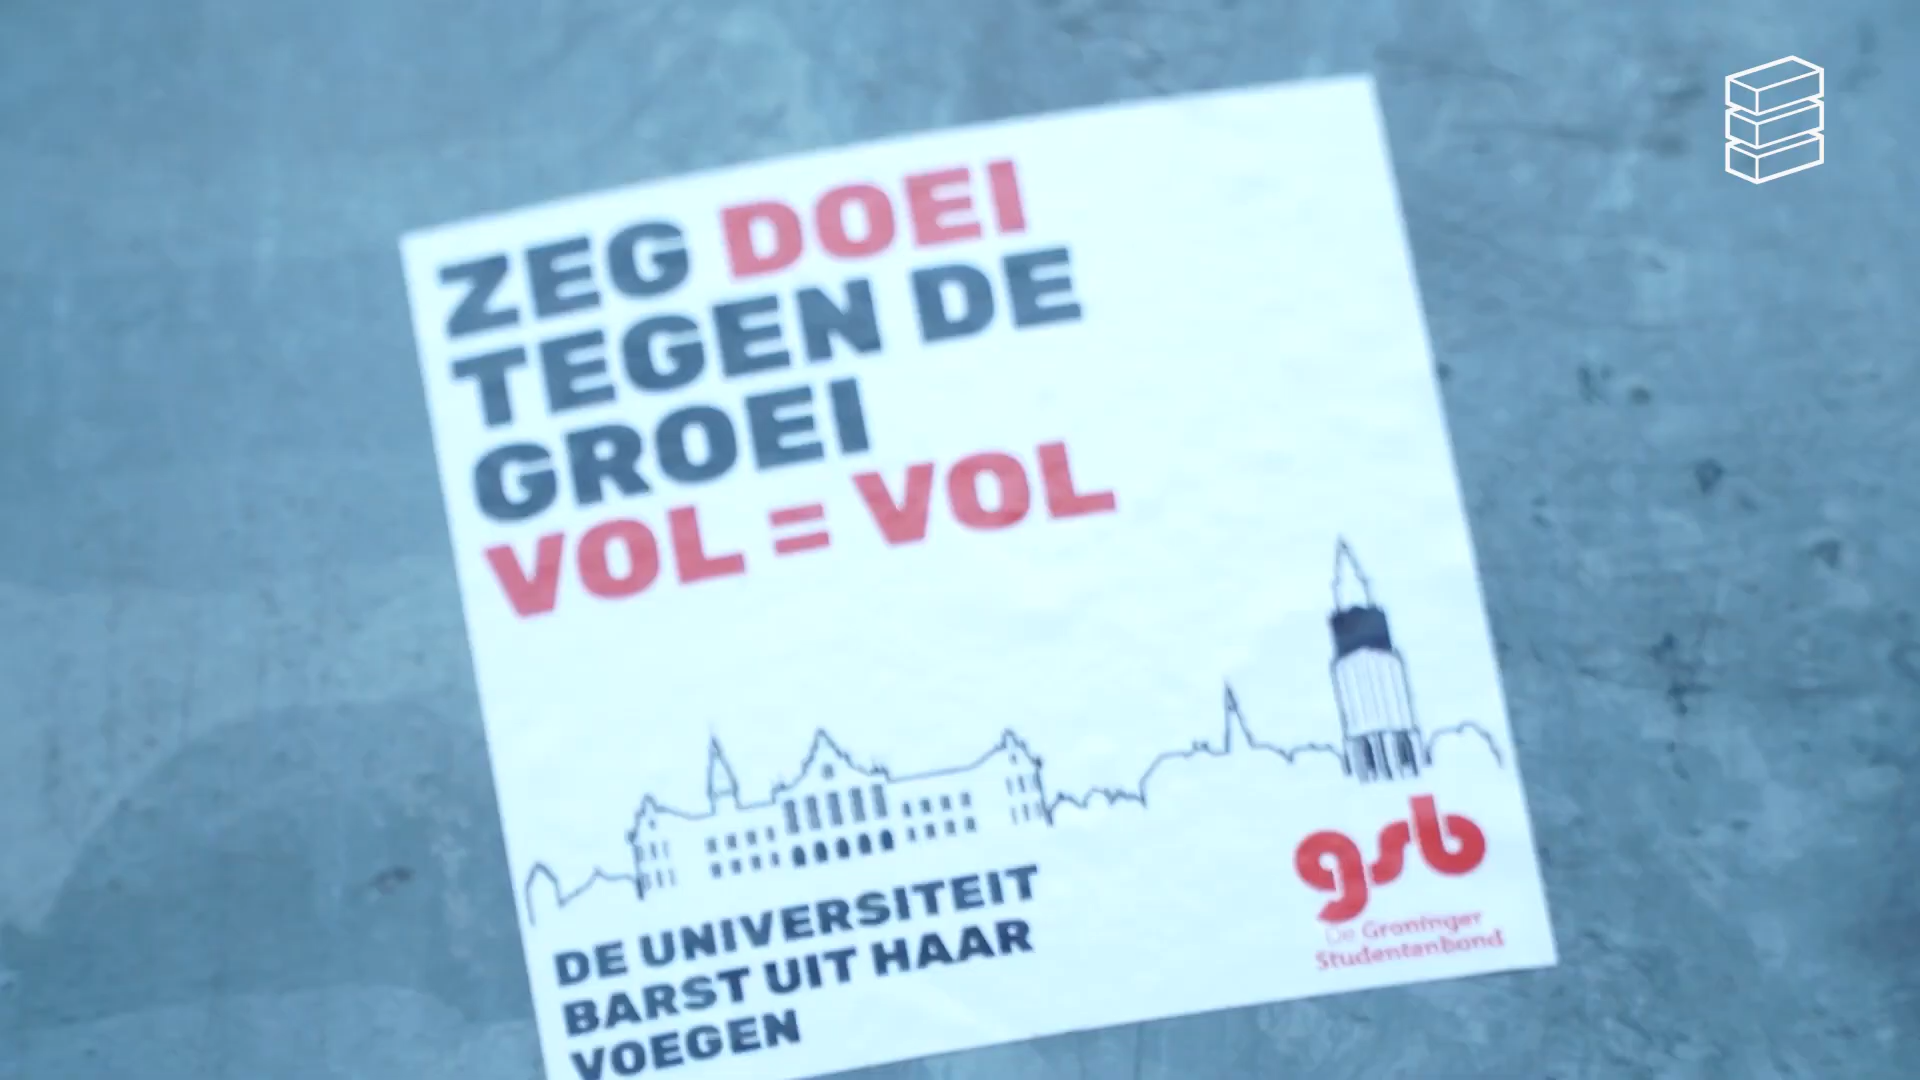 ZEG DOEI
TEGEN DE
GROEI
VOL = VOL
DE UNIVERSITEIT
BARST UIT HAAR
VOEGEN
gsb
De Groninger
Studentenbond